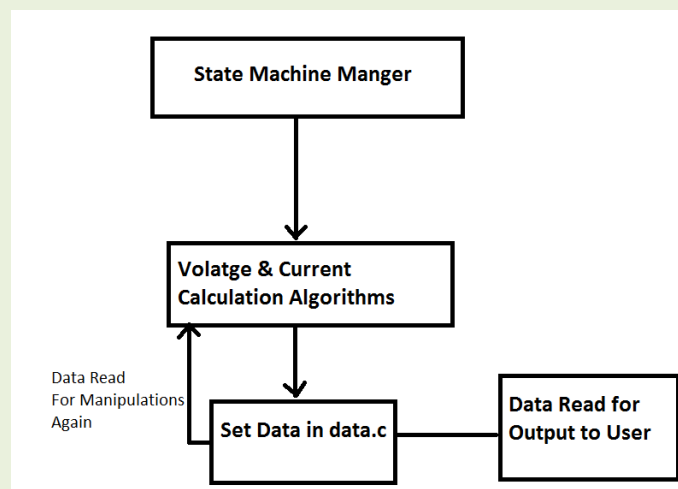 State Machine Manger
Volatge & Current
Calculation Algorithms
Data Read
For Manipulations
Again
Set Data in data.c
Data Read for
Output to User